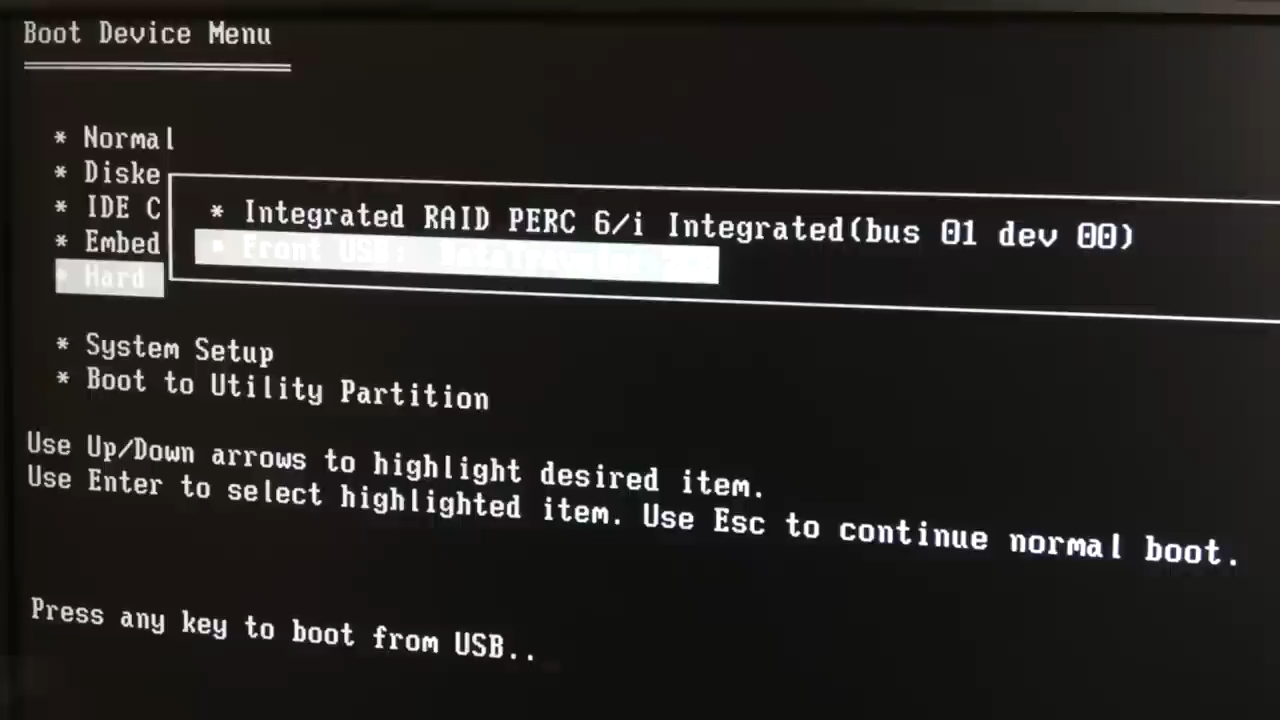 Boot Device Menu
* Normal
* Diske
* IDE C
* Embed
* Hard
* Integrated RAID PERC 6/i Integrated(bus 01 dev 00)
* Front USB: DataTraveler
* System Setup
* Boot to Utility Partition
Use Up/Down arrows to highlight desired item.
Use Enter to select highlighted item. Use Esc to continue normal boot.
Press any key to boot from USB..